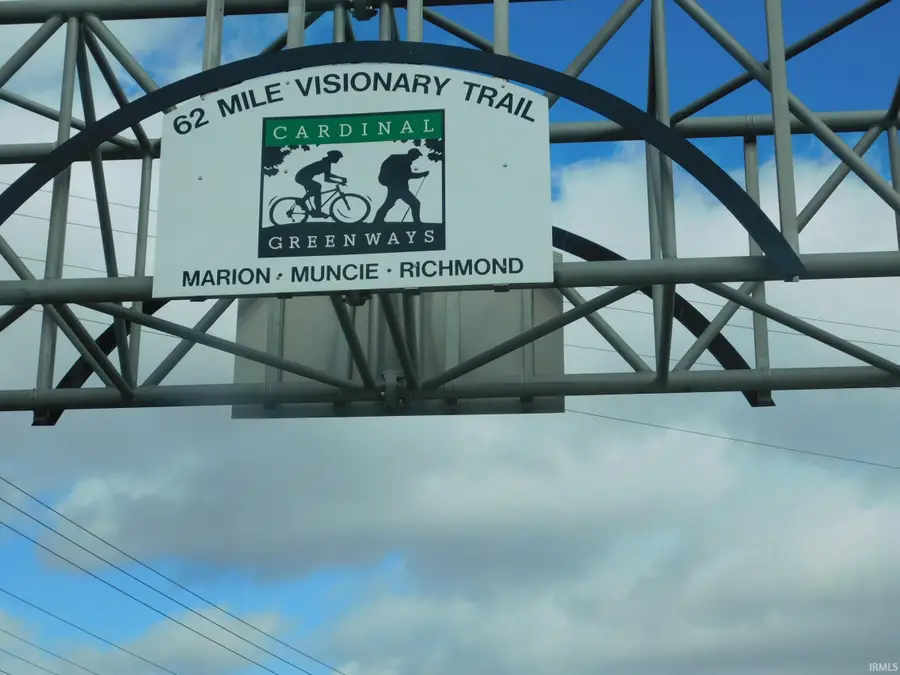 62 MILE VISIONARY TRAIL
CARDINAL
GREENWAYS
MARION · MUNCIE · RICHMOND
IRMLS